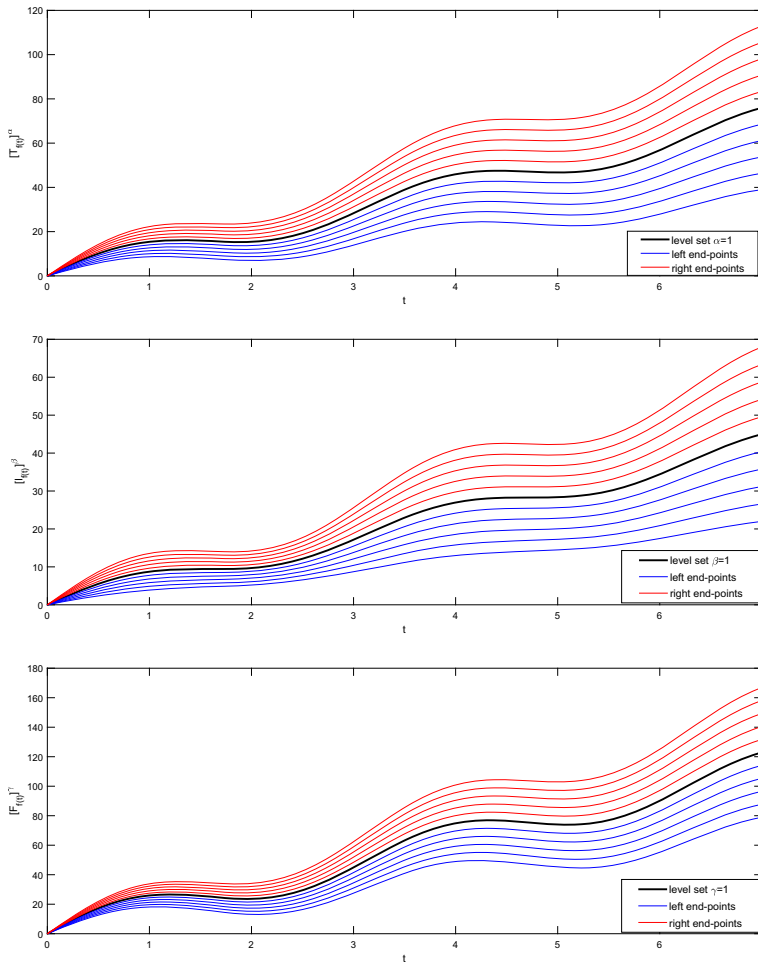 120
100
80
60
40
20
0
[T_f(t)]^α
0 1 2 3 4 5 6
t
level set α=1
left end-points
right end-points
70
60
50
40
30
20
10
0
[I_f(t)]^β
0 1 2 3 4 5 6
t
level set β=1
left end-points
right end-points
180
160
140
120
100
80
60
40
20
0
[F_f(t)]^γ
0 1 2 3 4 5 6
t
level set γ=1
left end-points
right end-points